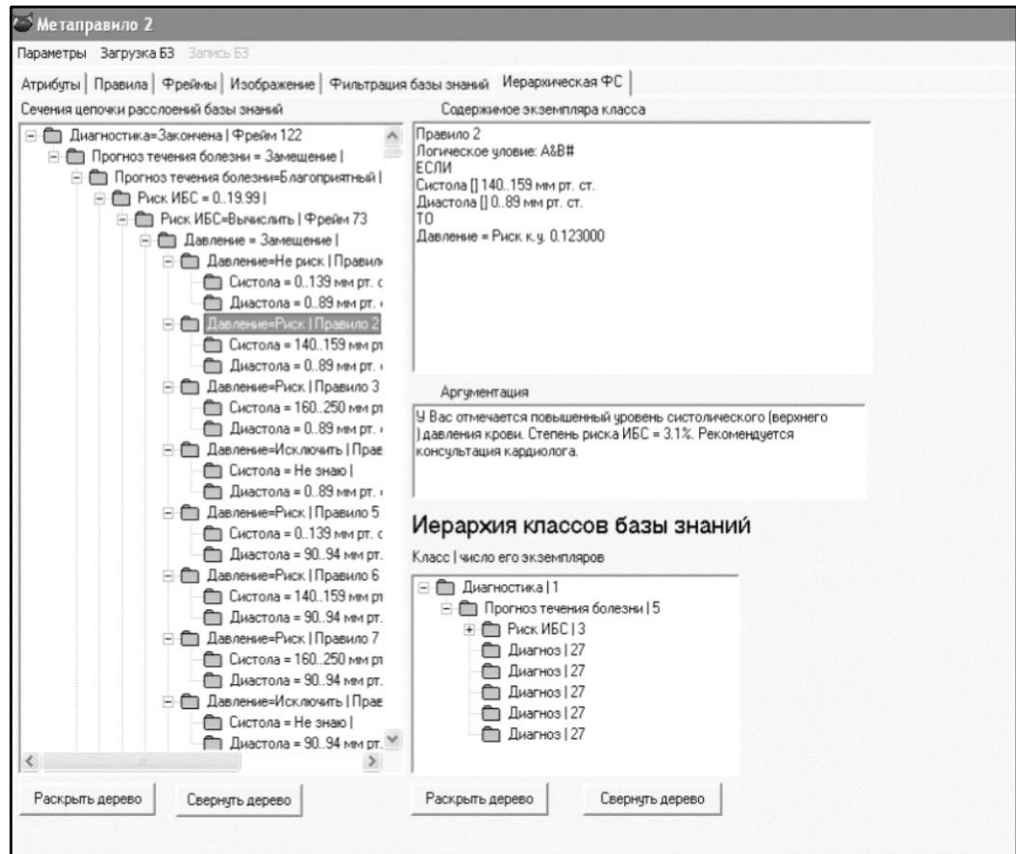 Метаправило 2
Параметры Загрузка БЗ Запись БЗ
Атрибуты Правила Фреймы Изображение Фильтрация базы знаний Иерархическая ФС
Сечения цепочки расслоений базы знаний
Диагностика=Закончена | Фрейм 122
Прогноз течения болезни = Замещение |
Прогноз течения болезни=Благоприятный |
Риск ИБС = 0..19.99 |
Риск ИБС=Вычислить | Фрейм 73
Давление = Замещение |
Давление=Не риск | Правил
Систола = 0..139 мм рт. с
Диастола = 0..89 мм рт.
Давление=Риск | Правило 2
Систола = 140..159 мм рт
Диастола = 0..89 мм рт.
Давление=Риск | Правило 3
Систола = 160..250 мм рт
Диастола = 0..89 мм рт.
Давление=Исключить | Прав
Систола = Не знаю |
Диастола = 0..89 мм рт.
Давление=Риск | Правило 5
Систола = 0..139 мм рт. с
Диастола = 90..94 мм рт.
Давление=Риск | Правило 6
Систола = 140..159 мм рт
Диастола = 90..94 мм рт.
Давление=Риск | Правило 7
Систола = 160..250 мм рт
Диастола = 90..94 мм рт.
Давление=Исключить | Прав
Систола = Не знаю |
Диастола = 90..94 мм рт.
Раскрыть дерево Свернуть дерево
Содержимое экземпляра класса
Правило 2
Логическое уловие: A&B#
ЕСЛИ
Систола [] 140..159 мм рт. ст.
Диастола [] 0..89 мм рт. ст.
ТО
Давление = Риск к.у. 0.123000
Аргументация
У Вас отмечается повышенный уровень систолического (верхнего
) давления крови. Степень риска ИБС = 3.1%. Рекомендуется
консультация кардиолога.
Иерархия классов базы знаний
Класс | число его экземпляров
Диагностика | 1
Прогноз течения болезни | 5
Риск ИБС | 3
Диагноз | 27
Диагноз | 27
Диагноз | 27
Диагноз | 27
Диагноз | 27
Раскрыть дерево Свернуть дерево